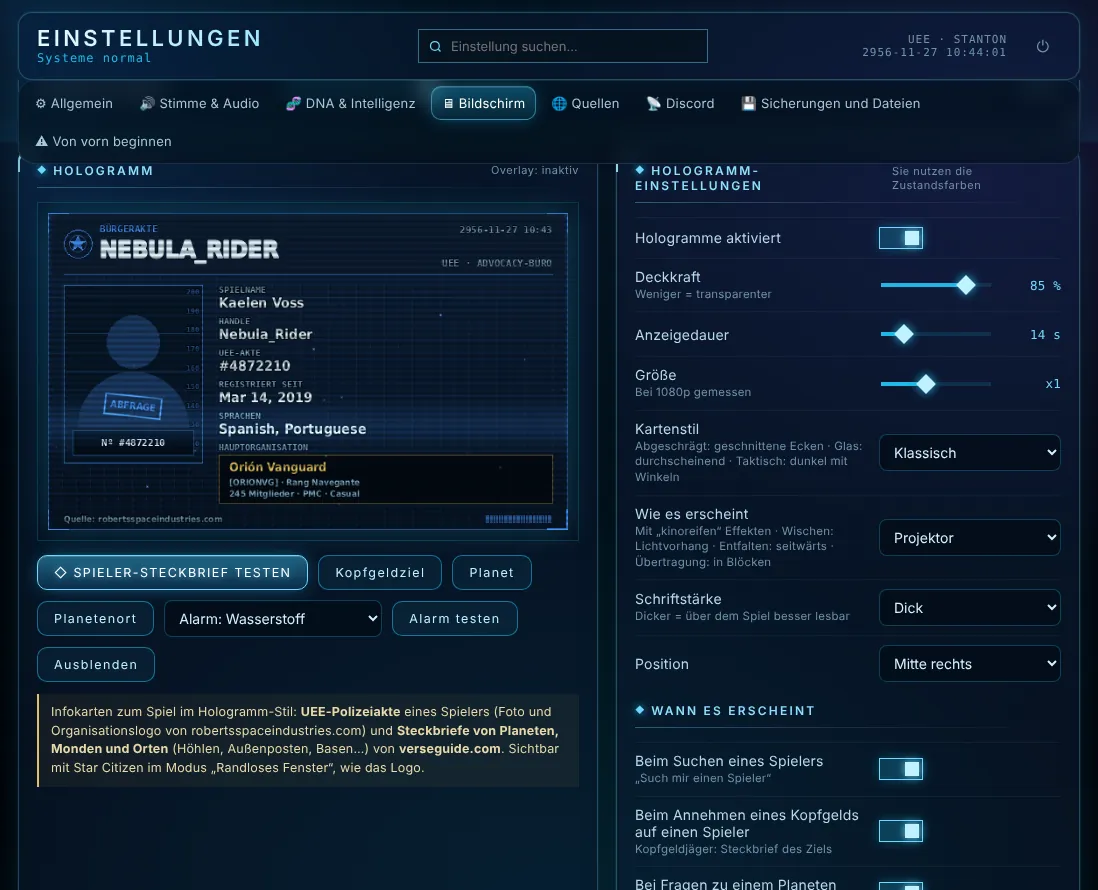 EINSTELLUNGEN
Systeme normal
Einstellung suchen...
UEE · STANTON
2956-11-27 10:44:01
Allgemein
Stimme & Audio
DNA & Intelligenz
Bildschirm
Quellen
Discord
Sicherungen und Dateien
Von vorn beginnen
HOLOGRAMM
Overlay: inaktiv
BÜRGERAKTE
NEBULA_RIDER
2956-11-27 10:43
UEE · ADVOCACY-BÜRO
200
190
180
170
160
150
140
ABFRAGE
Nº #4872210
SPIELNAME
Kaelen Voss
HANDLE
Nebula_Rider
UEE-AKTE
#4872210
REGISTRIERT SEIT
Mar 14, 2019
SPRACHEN
Spanish, Portuguese
HAUPTORGANISATION
Orión Vanguard
[ORIONVG] · Rang Navegante
245 Mitglieder · PMC · Casual
Quelle: robertsspaceindustries.com
SPIELER-STECKBRIEF TESTEN
Kopfgeldziel
Planet
Planetenort
Alarm: Wasserstoff
Alarm testen
Ausblenden
Infokarten zum Spiel im Hologramm-Stil: UEE-Polizeiakte eines Spielers (Foto und
Organisationslogo von robertsspaceindustries.com) und Steckbriefe von Planeten,
Monden und Orten (Höhlen, Außenposten, Basen...) von verseguide.com. Sichtbar
mit Star Citizen im Modus „Randloses Fenster“, wie das Logo.
HOLOGRAMM-
EINSTELLUNGEN
Sie nutzen die
Zustandsfarben
Hologramme aktiviert
Deckkraft
Weniger = transparenter
85 %
Anzeigedauer
14 s
Größe
Bei 1080p gemessen
x1
Kartenstil
Abgeschrägt: geschnittene Ecken · Glas:
durchscheinend · Taktisch: dunkel mit
Winkeln
Klassisch
Wie es erscheint
Mit „kinoreifen“ Effekten · Wischen:
Lichtvorhang · Entfalten: seitwärts ·
Übertragung: in Blöcken
Projektor
Schriftstärke
Dicker = über dem Spiel besser lesbar
Dick
Position
Mitte rechts
WANN ES ERSCHEINT
Beim Suchen eines Spielers
„Such mir einen Spieler“
Beim Annehmen eines Kopfgelds
auf einen Spieler
Kopfgeldjäger: Steckbrief des Ziels
Bei Fragen zu einem Planeten